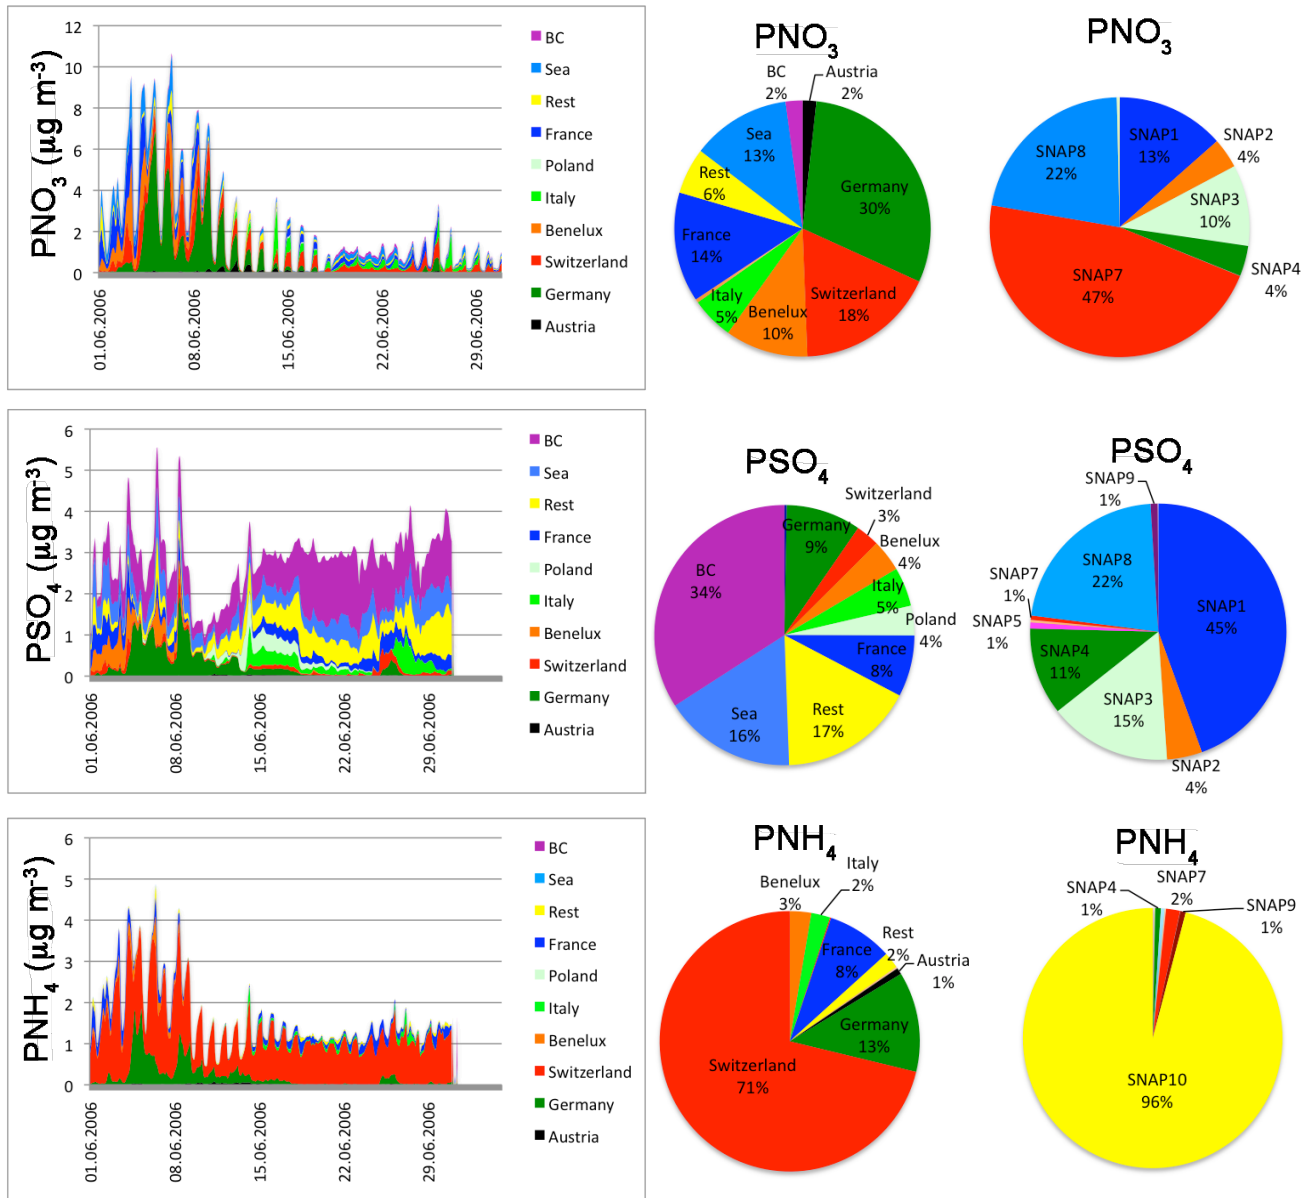 PNO3 (µg m-3)
12
10
8
6
4
2
0
01.06.2006
08.06.2006
15.06.2006
22.06.2006
29.06.2006
BC
Sea
Rest
France
Poland
Italy
Benelux
Switzerland
Germany
Austria
PNO3
BC
2%
Austria
2%
Sea
13%
Germany
30%
Rest
6%
France
14%
Italy
5%
Benelux
10%
Switzerland
18%
PNO3
SNAP1
13%
SNAP2
4%
SNAP8
22%
SNAP3
10%
SNAP4
4%
SNAP7
47%
PSO4 (µg m-3)
6
5
4
3
2
1
0
01.06.2006
08.06.2006
15.06.2006
22.06.2006
29.06.2006
BC
Sea
Rest
France
Poland
Italy
Benelux
Switzerland
Germany
Austria
PSO4
Switzerland
3%
Germany
9%
Benelux
4%
BC
34%
Italy
5%
Poland
4%
France
8%
Rest
17%
Sea
16%
PSO4
SNAP9
1%
SNAP8
22%
SNAP7
1%
SNAP1
45%
SNAP5
1%
SNAP4
11%
SNAP3
15%
SNAP2
4%
PNH4 (µg m-3)
6
5
4
3
2
1
0
01.06.2006
08.06.2006
15.06.2006
22.06.2006
29.06.2006
BC
Sea
Rest
France
Poland
Italy
Benelux
Switzerland
Germany
Austria
PNH4
Benelux
3%
Italy
2%
France
8%
Rest
2%
Austria
1%
Germany
13%
Switzerland
71%
PNH4
SNAP4
1%
SNAP7
2%
SNAP9
1%
SNAP10
96%